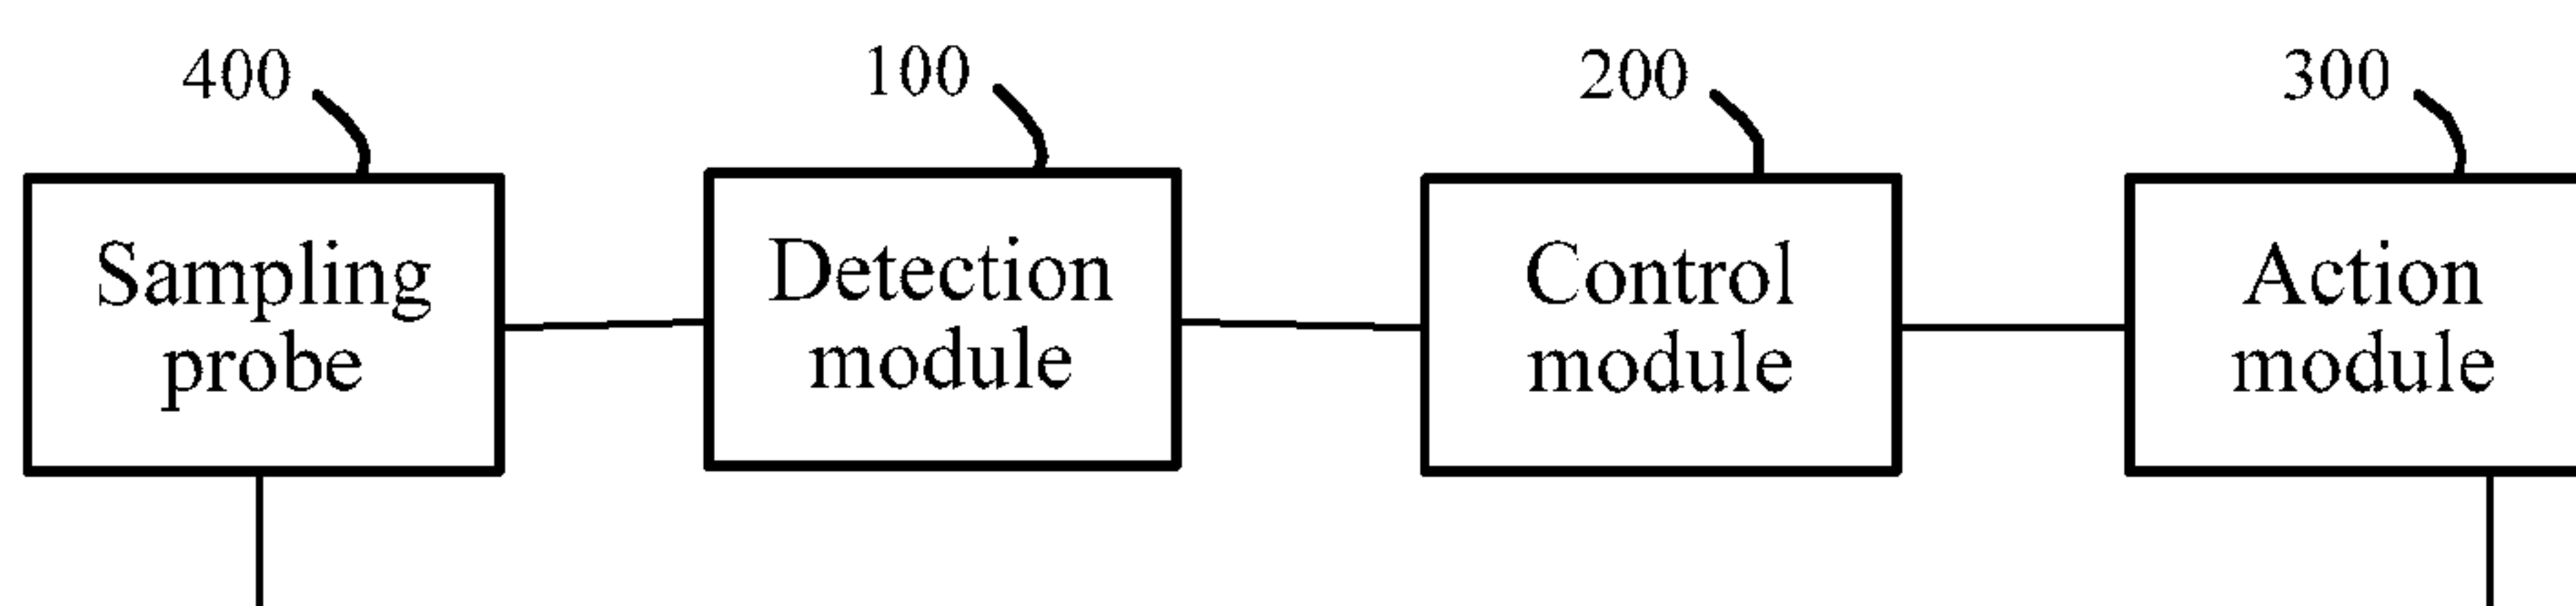 400
100
200
300
Sampling
probe
Detection
module
Control
module
Action
module